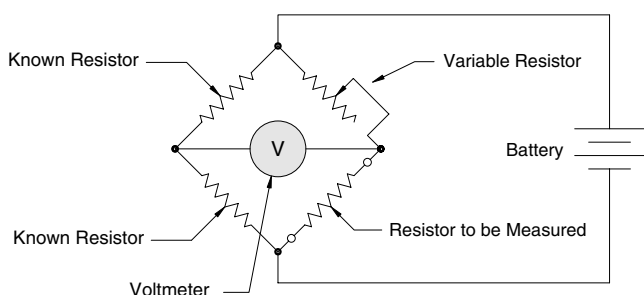 Known Resistor
Variable Resistor
V
Battery
Known Resistor
Resistor to be Measured
Voltmeter